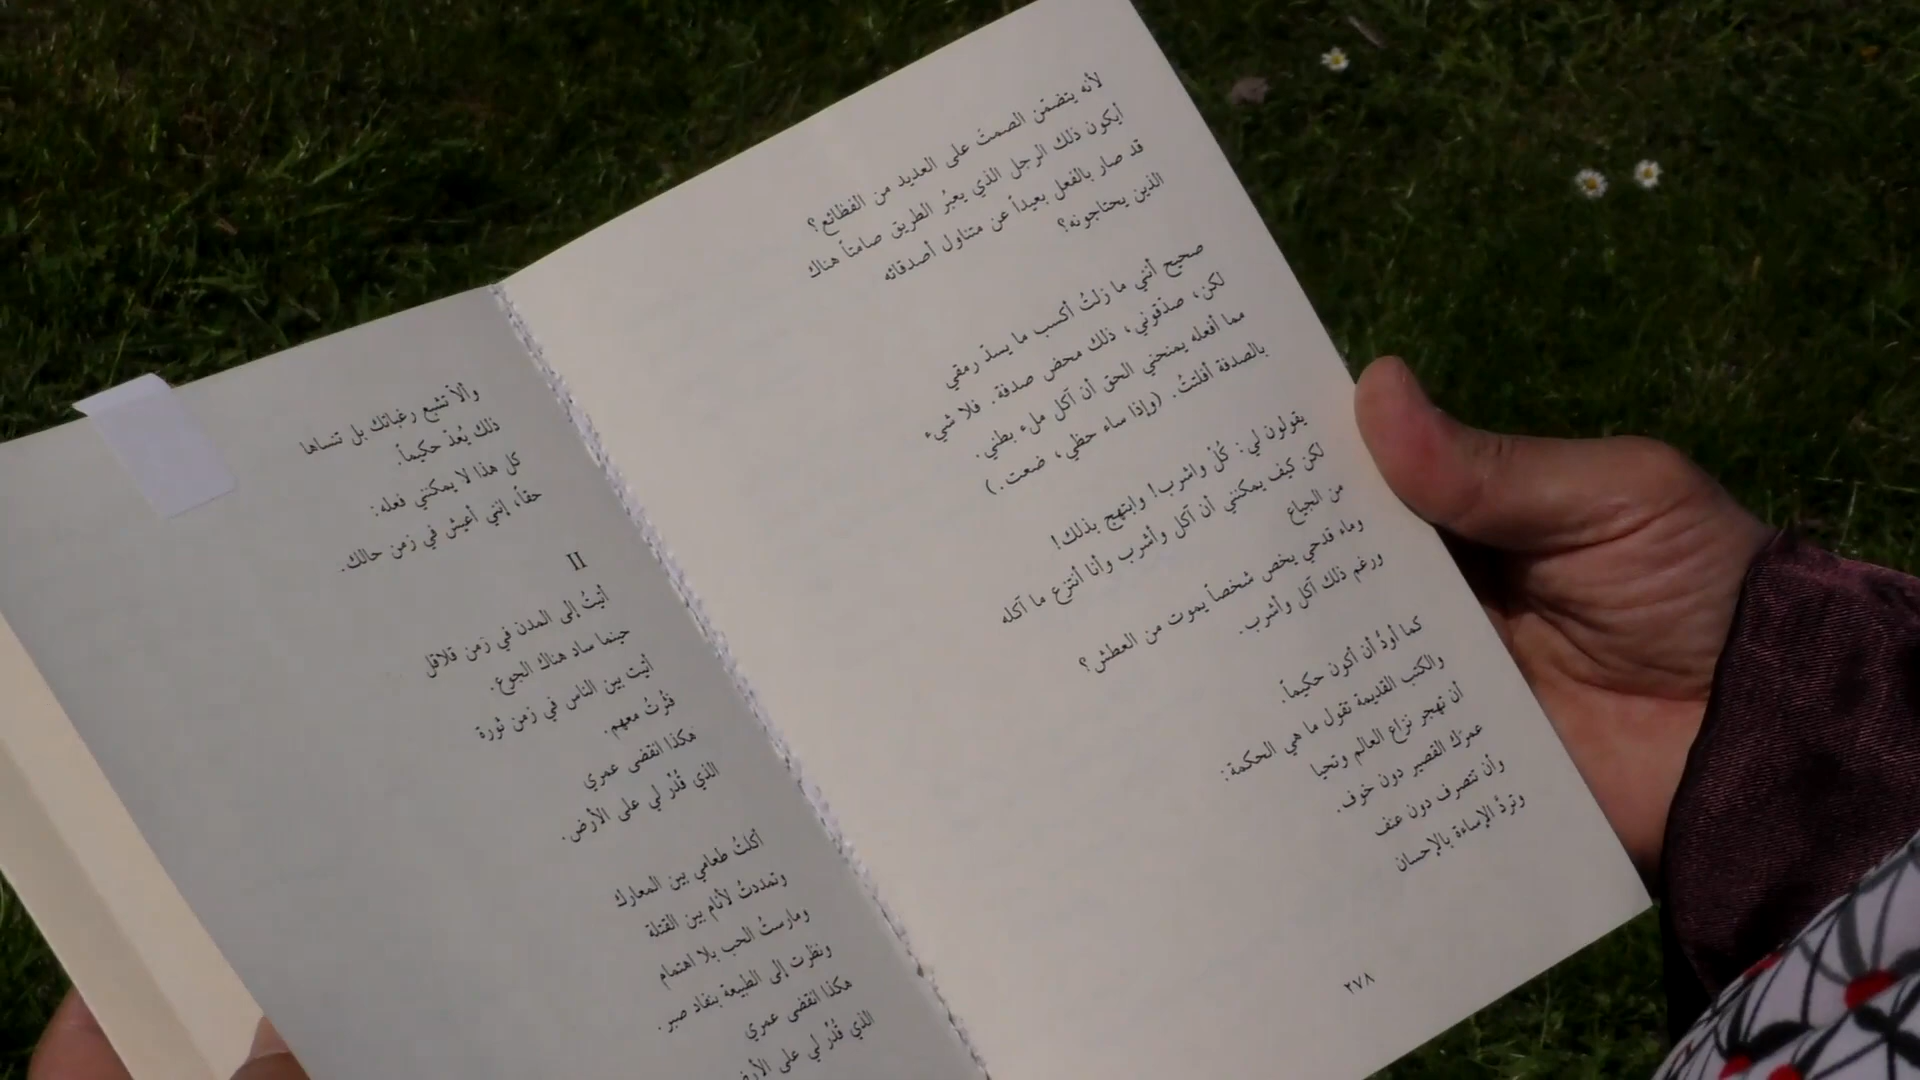 لأنه يتضمّن الصمتَ على العديد من الفظائع؟
أيكون ذلك الرجل الذي يعبُر الطريق صامتاً هناك
قد صار بالفعل بعيداً عن متناول أصدقائه
الذين يحتاجونه؟
صحيح أنني ما زلتُ أكسب ما يسدّ رمقي
لكن، صدّقوني، ذلك محض صدفة. فلا شيء
مما أفعله يمنحني الحق أن آكل ملء بطني.
بالصدفة أفلتتُ. (وإذا ساء حظي، ضعت.)
يقولون لي: كُلْ واشرب! وابتهج بذلك!
لكن كيف يمكنني أن آكل وأشرب وأنا أنتزع ما آكله
من الجياع
وماء قدحي يخص شخصاً يموت من العطش؟
ورغم ذلك آكل وأشرب.
كما أودُّ أن أكون حكيماً.
والكتب القديمة تقول ما هي الحكمة:
أن تهجر نزاع العالم وتحيا
عمرَك القصير دون خوف.
وأن تتصرف دون عنف
وتردَّ الإساءة بالإحسان
٢٧٨
وألا تشبع رغباتك بل تنساها
ذلك يُعدّ حكيماً.
كل هذا لا يمكنني فعله:
حقاً، إنني أعيش في زمن حالك.
II
أتيتُ إلى المدن في زمن قلاقل
حينما ساد هناك الجوع.
أتيت بين الناس في زمن ثورة
فثُرتُ معهم.
هكذا انقضى عمري
الذي قُدِّر لي على الأرض.
أكلتُ طعامي بين المعارك
وتمددتُ لأنام بين القتلة
ومارستُ الحب بلا اهتمام
ونظرت إلى الطبيعة بنفاد صبر.
هكذا انقضى عمري
الذي قُدِّر لي على الأرض